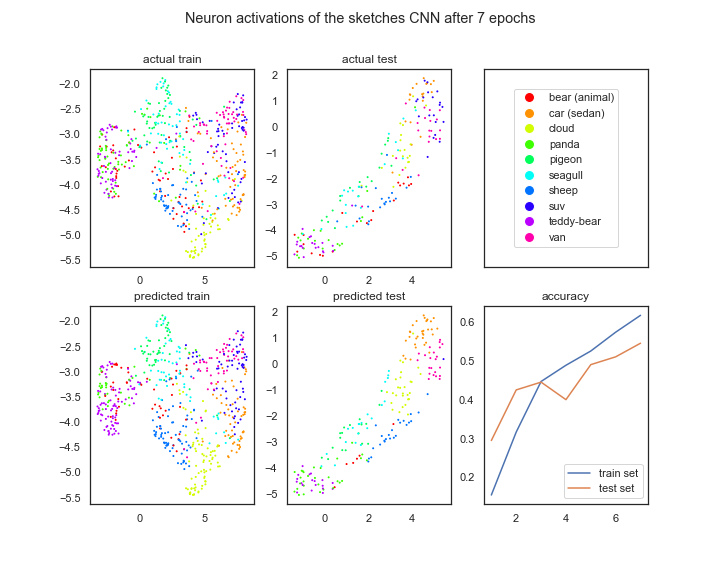 Neuron activations of the sketches CNN after 7 epochs
actual train
−2.0
−2.5
−3.0
−3.5
−4.0
−4.5
−5.0
−5.5
0 5
actual test
2
1
0
−1
−2
−3
−4
−5
0 2 4
bear (animal)
car (sedan)
cloud
panda
pigeon
seagull
sheep
suv
teddy-bear
van
predicted train
−2.0
−2.5
−3.0
−3.5
−4.0
−4.5
−5.0
−5.5
0 5
predicted test
2
1
0
−1
−2
−3
−4
−5
0 2 4
accuracy
0.6
0.5
0.4
0.3
0.2
train set
test set
2 4 6